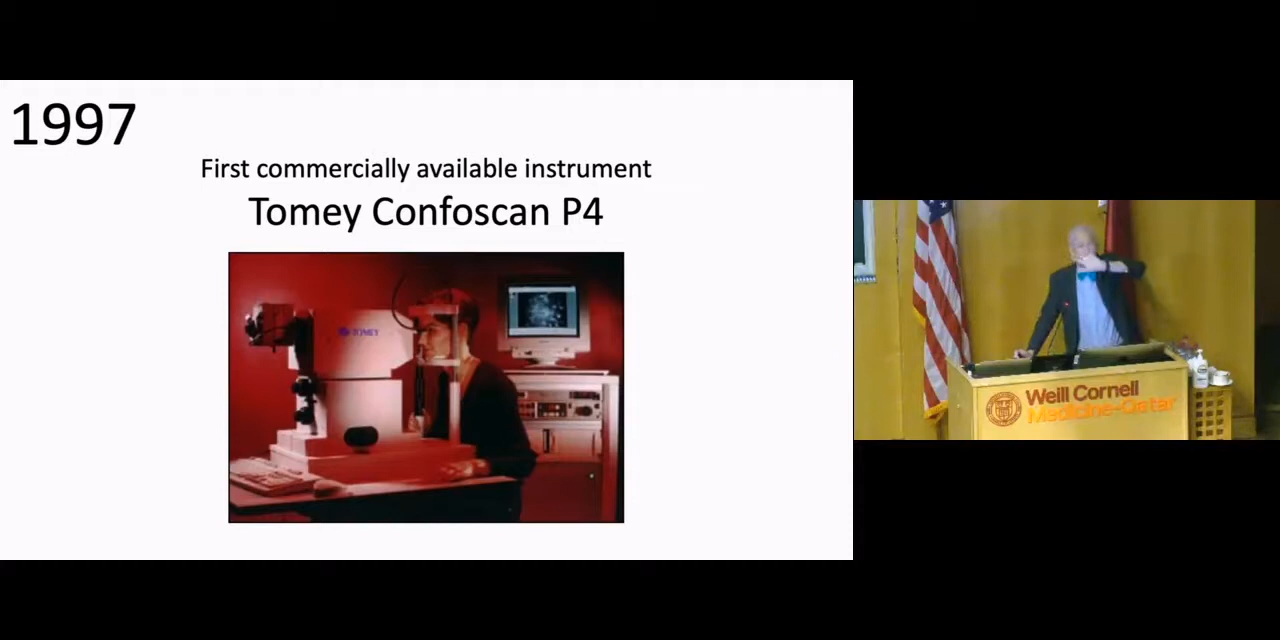 1997
First commercially available instrument
Tomey Confoscan P4
TOMEY
Weill Cornell
Medicine-Qatar